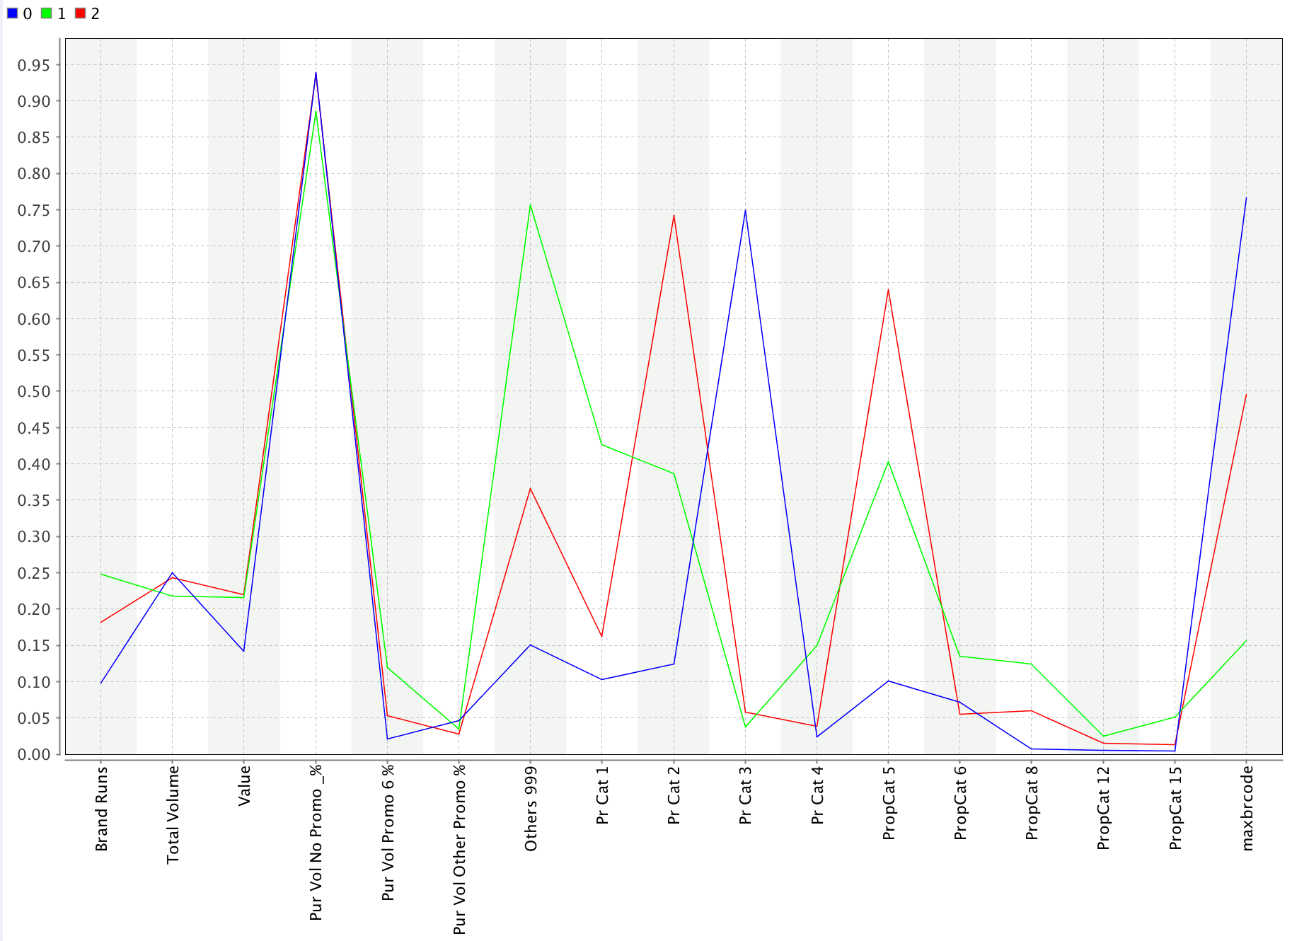 0 1 2
0.95
0.90
0.85
0.80
0.75
0.70
0.65
0.60
0.55
0.50
0.45
0.40
0.35
0.30
0.25
0.20
0.15
0.10
0.05
0.00
Brand Runs
Total Volume
Value
Pur Vol No Promo _%
Pur Vol Promo 6 %
Pur Vol Other Promo %
Others 999
Pr Cat 1
Pr Cat 2
Pr Cat 3
Pr Cat 4
PropCat 5
PropCat 6
PropCat 8
PropCat 12
PropCat 15
maxbrcode